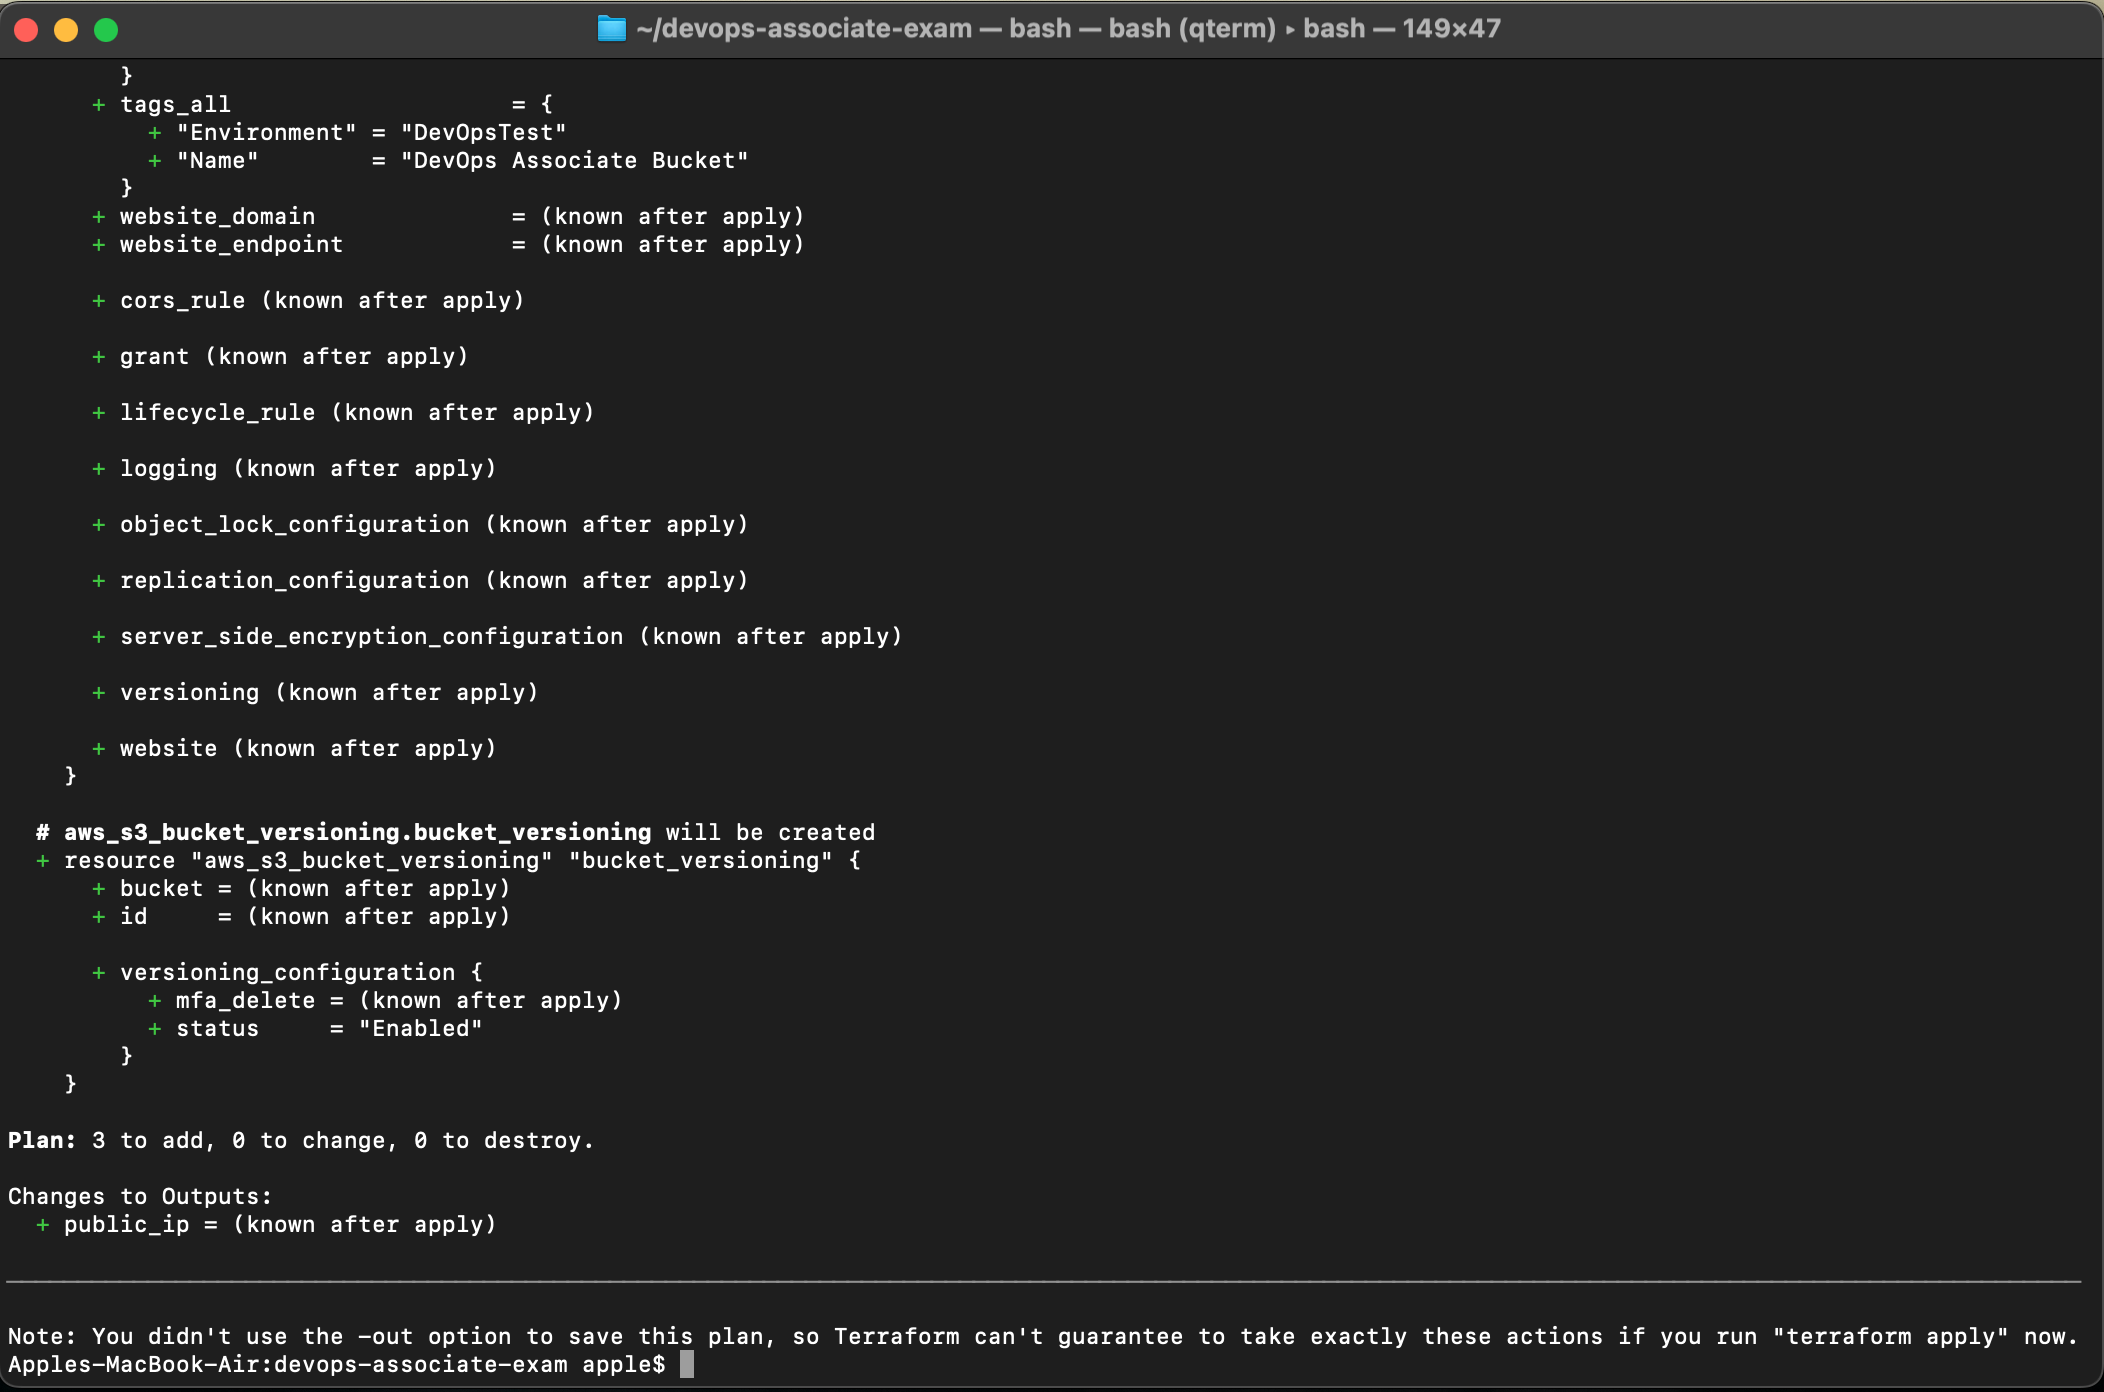 ~/devops-associate-exam — bash — bash (qterm) ▸ bash — 149×47
        }
      + tags_all                    = {
          + "Environment" = "DevOpsTest"
          + "Name"        = "DevOps Associate Bucket"
        }
      + website_domain              = (known after apply)
      + website_endpoint            = (known after apply)

      + cors_rule (known after apply)

      + grant (known after apply)

      + lifecycle_rule (known after apply)

      + logging (known after apply)

      + object_lock_configuration (known after apply)

      + replication_configuration (known after apply)

      + server_side_encryption_configuration (known after apply)

      + versioning (known after apply)

      + website (known after apply)
    }

  # aws_s3_bucket_versioning.bucket_versioning will be created
  + resource "aws_s3_bucket_versioning" "bucket_versioning" {
      + bucket = (known after apply)
      + id     = (known after apply)

      + versioning_configuration {
          + mfa_delete = (known after apply)
          + status     = "Enabled"
        }
    }

Plan: 3 to add, 0 to change, 0 to destroy.

Changes to Outputs:
  + public_ip = (known after apply)

Note: You didn't use the -out option to save this plan, so Terraform can't guarantee to take exactly these actions if you run "terraform apply" now.
Apples-MacBook-Air:devops-associate-exam apple$